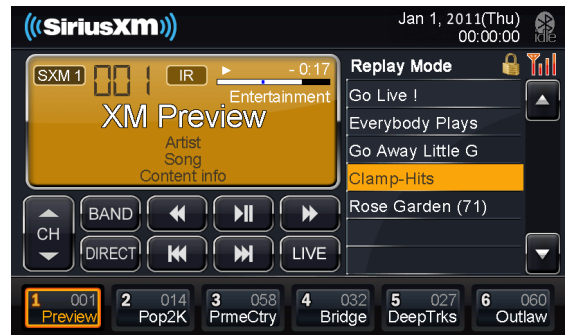 ((SiriusXM))
Jan 1, 2011(Thu)
00:00:00
idle
SXM 1
001
IR
- 0:17
Entertainment
XM Preview
Artist
Song
Content info
Replay Mode
Go Live !
Everybody Plays
Go Away Little G
Clamp-Hits
Rose Garden (71)
CH
BAND
DIRECT
LIVE
1 001
Preview
2 014
Pop2K
3 058
PrmeCtry
4 032
Bridge
5 027
DeepTrks
6 060
Outlaw